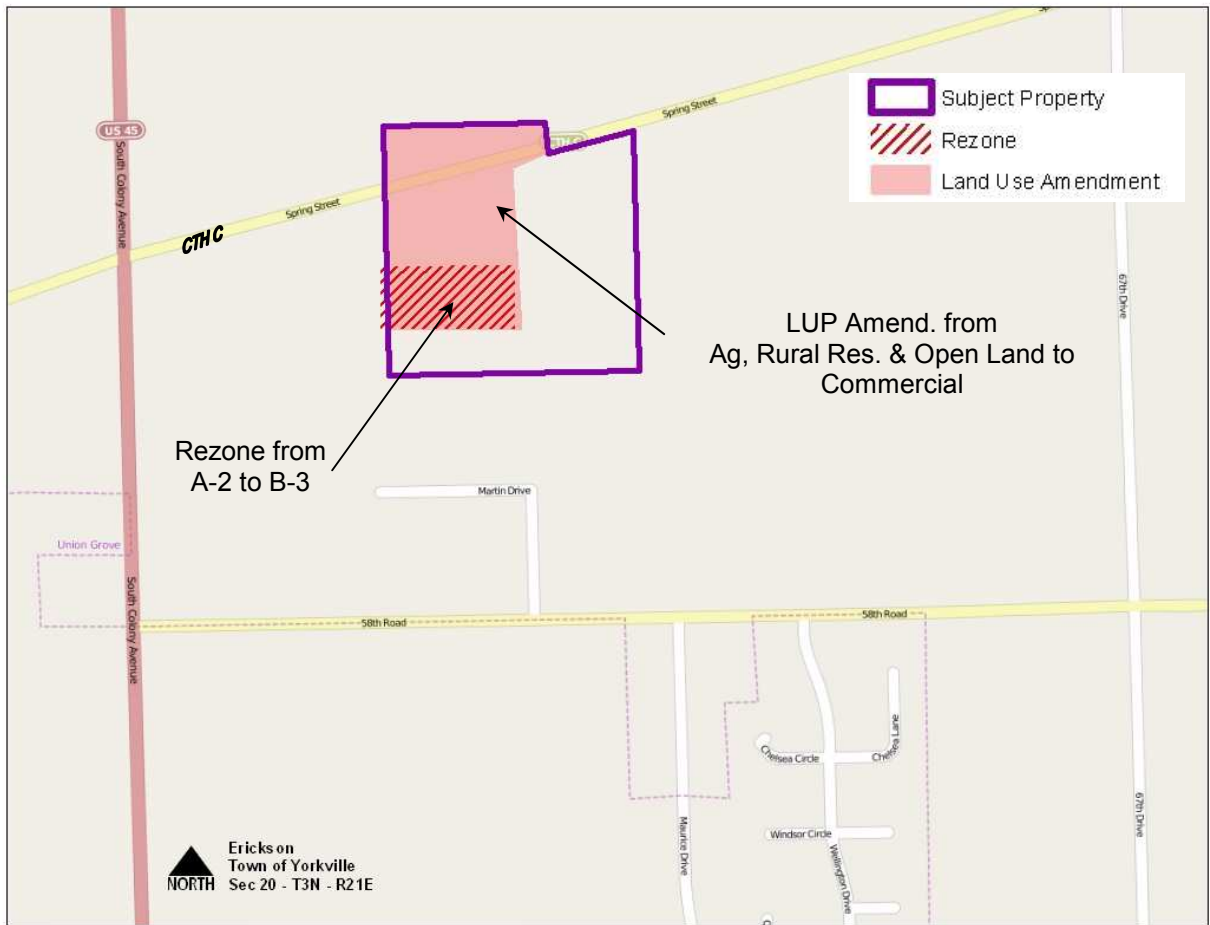 Spring Street
Subject Property
Rezone
Land Use Amendment
US 45
South Colony Avenue
Spring Street
CTH C
67th Drive
LUP Amend. from
Ag, Rural Res. & Open Land to
Commercial
Rezone from
A-2 to B-3
Martin Drive
Union Grove
South Colony Avenue
58th Road
58th Road
Chelsea Circle
Chelsea Lane
Windsor Circle
Maurice Drive
Wellington Drive
67th Drive
NORTH
Erickson
Town of Yorkville
Sec 20 - T3N - R21E